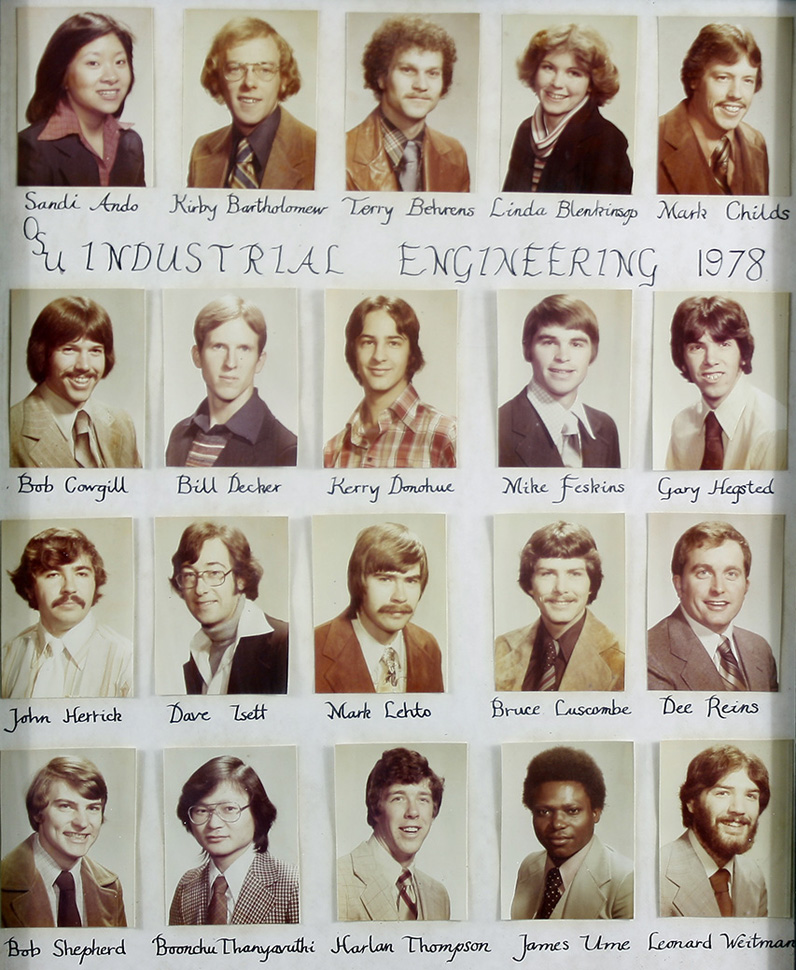 Sandi Ando Kirby Bartholomew Terry Behrens Linda Blenkinsop Mark Childs
OSU INDUSTRIAL ENGINEERING 1978
Bob Cowgill Bill Decker Kerry Donohue Mike Feskins Gary Hegsted
John Herrick Dave Isett Mark Lehto Bruce Luscombe Dee Reins
Bob Shepherd Boonchu Thanyavuthi Harlan Thompson James Ume Leonard Weitman